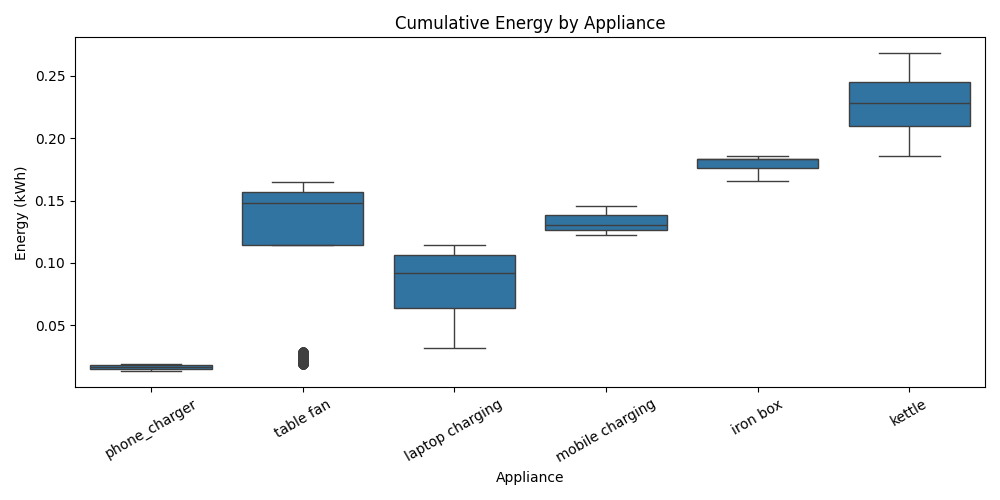 Cumulative Energy by Appliance
Energy (kWh)
0.25
0.20
0.15
0.10
0.05
phone_charger
table fan
laptop charging
mobile charging
iron box
kettle
Appliance